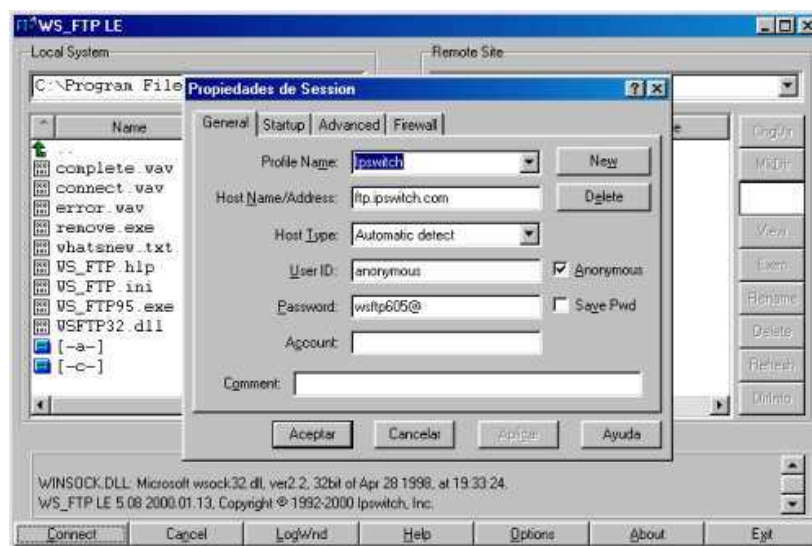 WS_FTP LE
Local System
Remote Site
C:\Program File
Propiedades de Session
General Startup Advanced Firewall
Name
ChgDir
Profile Name: Ipswitch New
MkDir
Host Name/Address: ftp.ipswitch.com Delete
Host Type: Automatic detect
View
User ID: anonymous Anonymous
Exec
Password: wsftp605@ Save Pwd
Rename
Account:
Delete
Comment:
Refresh
DirInfo
..
complete.wav
connect.wav
error.wav
remove.exe
whatsnew.txt
WS_FTP.hlp
WS_FTP.ini
WS_FTP95.exe
WSFTP32.dll
[-a-]
[-c-]
Aceptar Cancelar Aplicar Ayuda
WINSOCK.DLL: Microsoft wsock32.dll, ver2.2, 32bit of Apr 28 1998, at 19:33:24.
WS_FTP LE 5.08 2000.01.13, Copyright © 1992-2000 Ipswitch, Inc.
Connect Cancel LogWnd Help Options About Exit